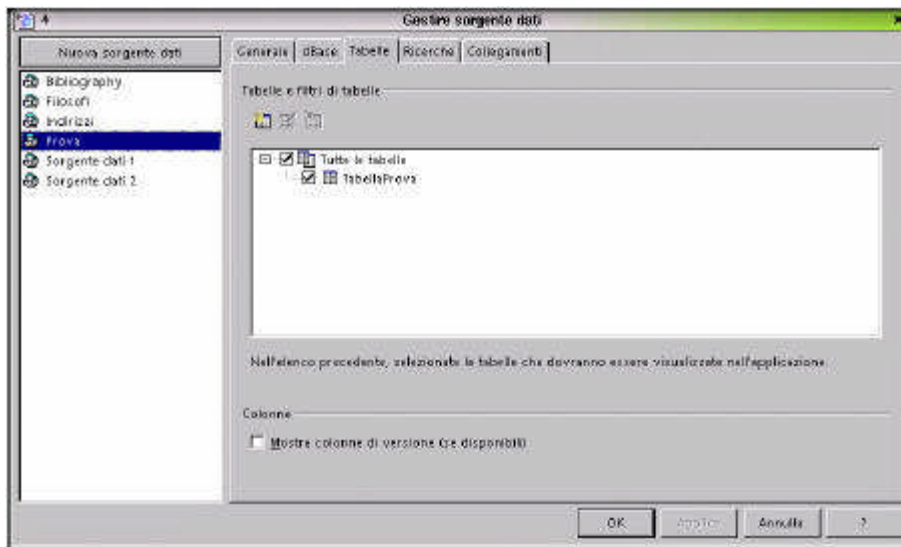 Gestire sorgente dati
Nuova sorgente dati
Bibliography
Filosofi
Indirizzi
Prova
Sorgente dati 1
Sorgente dati 2
Generale dBase Tabelle Ricerche Collegamenti
Tabelle e filtri di tabelle
Tutte le tabelle
TabellaProva
Nell'elenco precedente, selezionate le tabelle che dovranno essere visualizzate nell'applicazione
Colonne
Mostre colonne di versione (se disponibili)
OK Applica Annulla ?